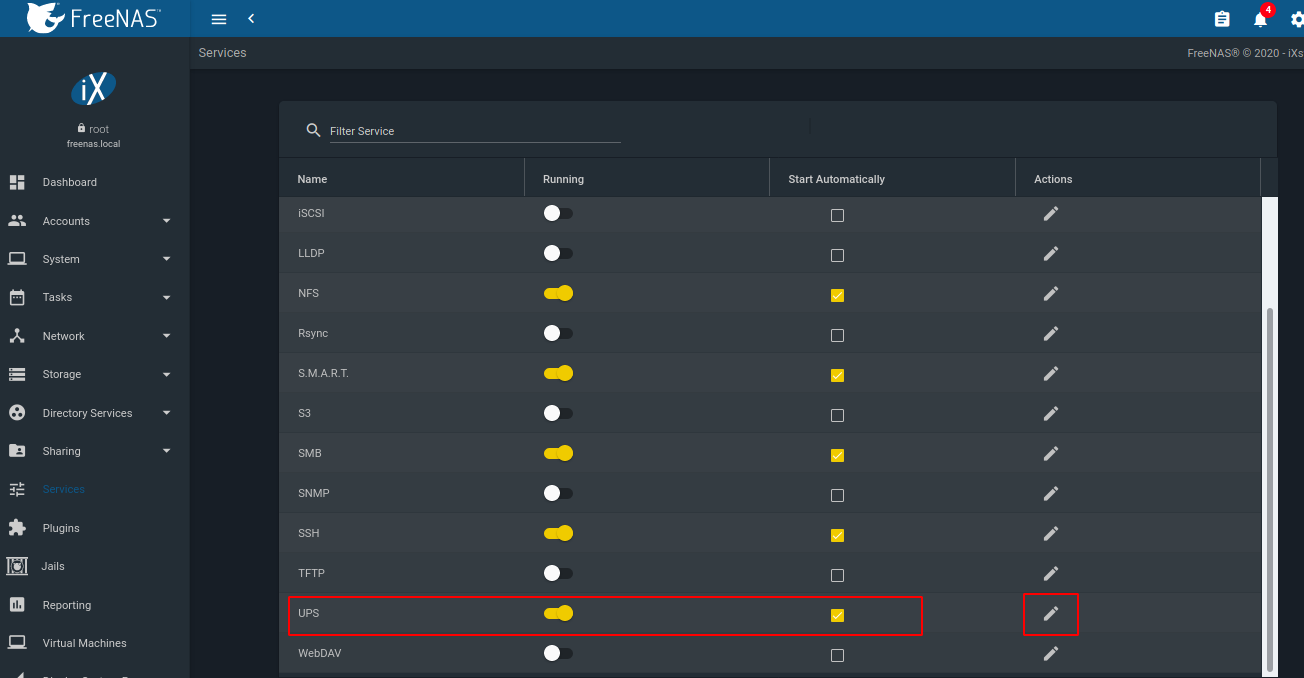 FreeNAS™
4
Services
FreeNAS® © 2020 - iXs
iX
root
freenas.local
Filter Service
Name Running Start Automatically Actions
Dashboard
Accounts
System
Tasks
Network
Storage
Directory Services
Sharing
Services
Plugins
Jails
Reporting
Virtual Machines
iSCSI
LLDP
NFS
Rsync
S.M.A.R.T.
S3
SMB
SNMP
SSH
TFTP
UPS
WebDAV